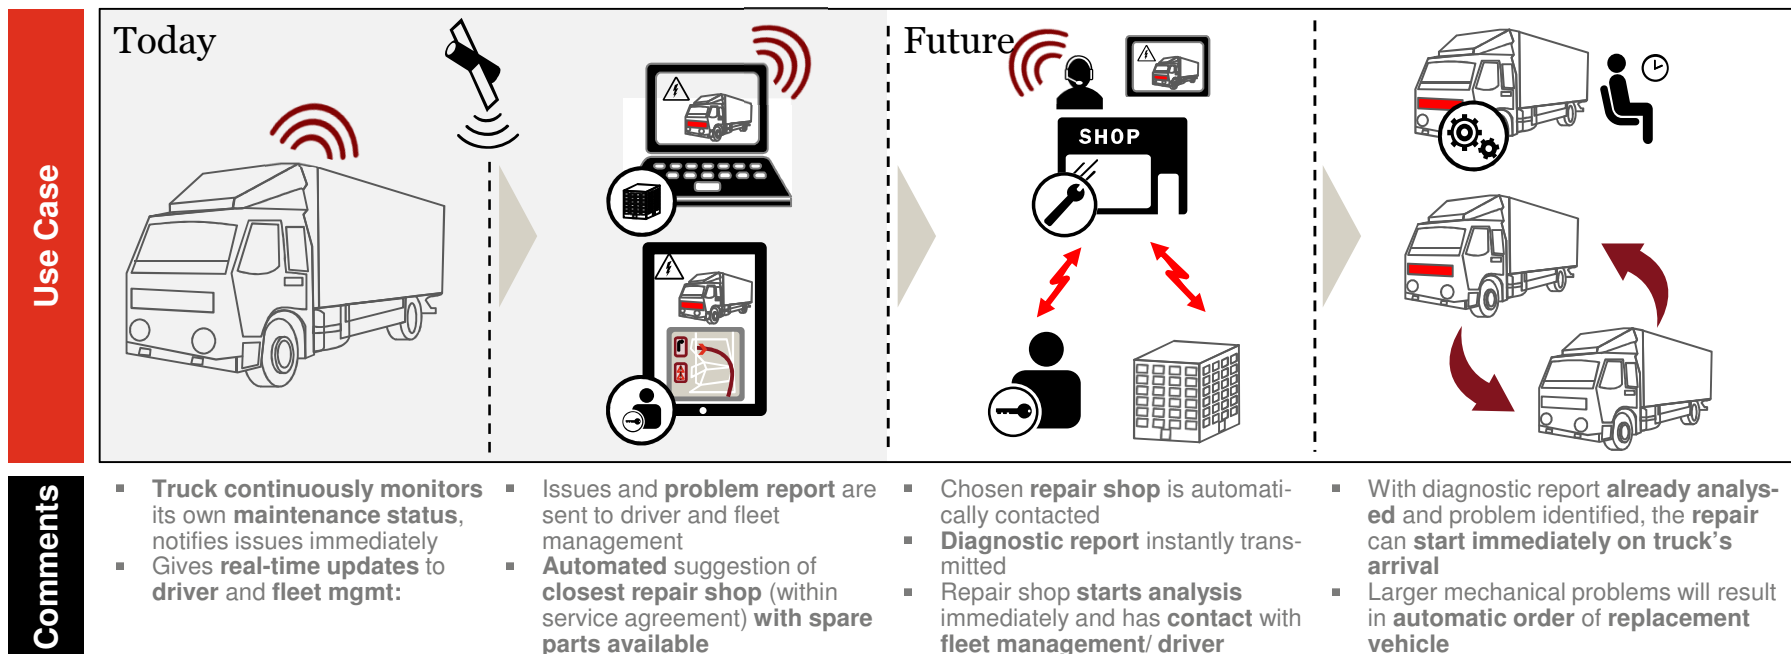 Use Case
Today
Future
SHOP
Comments
▪ Truck continuously monitors
its own maintenance status,
notifies issues immediately
▪ Gives real-time updates to
driver and fleet mgmt:
▪ Issues and problem report are
sent to driver and fleet
management
▪ Automated suggestion of
closest repair shop (within
service agreement) with spare
parts available
▪ Chosen repair shop is automati-
cally contacted
▪ Diagnostic report instantly trans-
mitted
▪ Repair shop starts analysis
immediately and has contact with
fleet management/ driver
▪ With diagnostic report already analys-
ed and problem identified, the repair
can start immediately on truck's
arrival
▪ Larger mechanical problems will result
in automatic order of replacement
vehicle